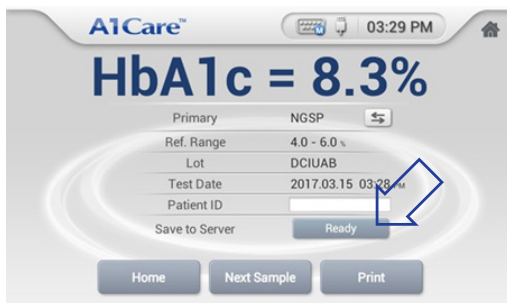 A1Care™ M 03:29 PM
HbA1c = 8.3%
Primary NGSP
Ref. Range 4.0 - 6.0 %
Lot DCIUAB
Test Date 2017.03.15 03:28 PM
Patient ID
Save to Server Ready
Home Next Sample Print